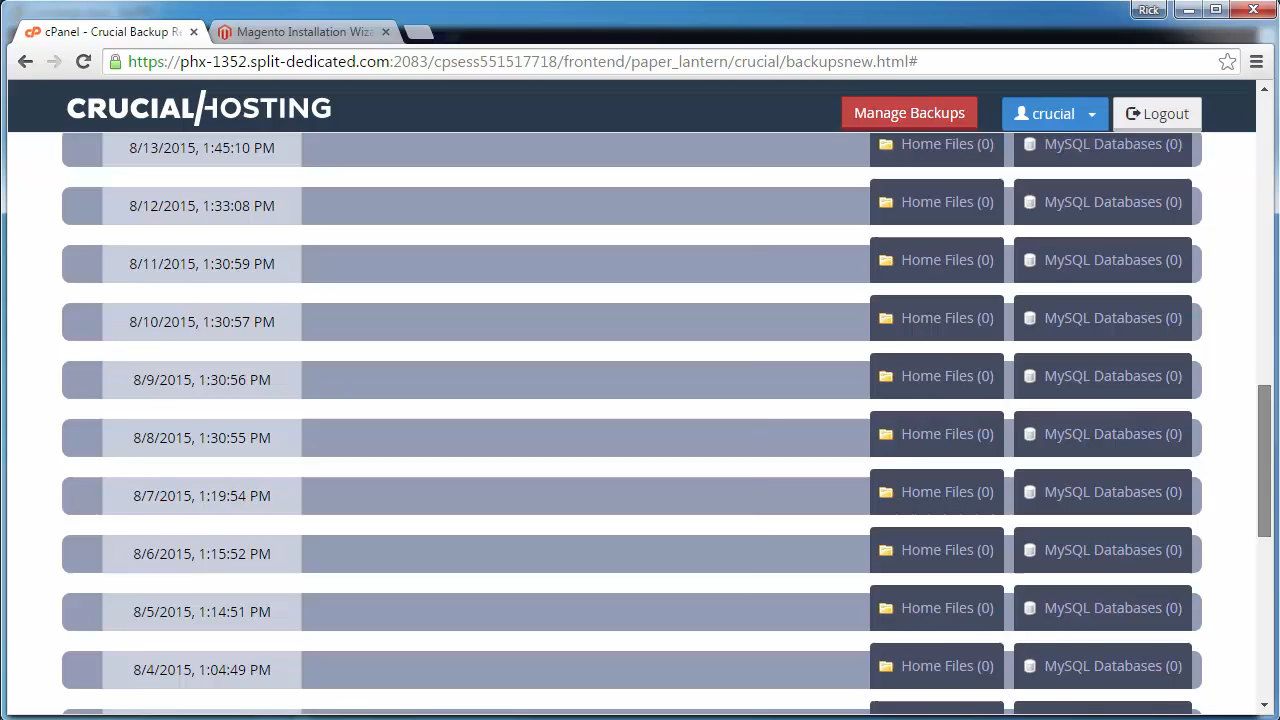 Rick
cPanel - Crucial Backup Re
Magento Installation Wiza
https://phx-1352.split-dedicated.com:2083/cpsess551517718/frontend/paper_lantern/crucial/backupsnew.html#
CRUCIAL/HOSTING
Manage Backups
crucial
Logout
8/13/2015, 1:45:10 PM Home Files (0) MySQL Databases (0)
8/12/2015, 1:33:08 PM Home Files (0) MySQL Databases (0)
8/11/2015, 1:30:59 PM Home Files (0) MySQL Databases (0)
8/10/2015, 1:30:57 PM Home Files (0) MySQL Databases (0)
8/9/2015, 1:30:56 PM Home Files (0) MySQL Databases (0)
8/8/2015, 1:30:55 PM Home Files (0) MySQL Databases (0)
8/7/2015, 1:19:54 PM Home Files (0) MySQL Databases (0)
8/6/2015, 1:15:52 PM Home Files (0) MySQL Databases (0)
8/5/2015, 1:14:51 PM Home Files (0) MySQL Databases (0)
8/4/2015, 1:04:49 PM Home Files (0) MySQL Databases (0)